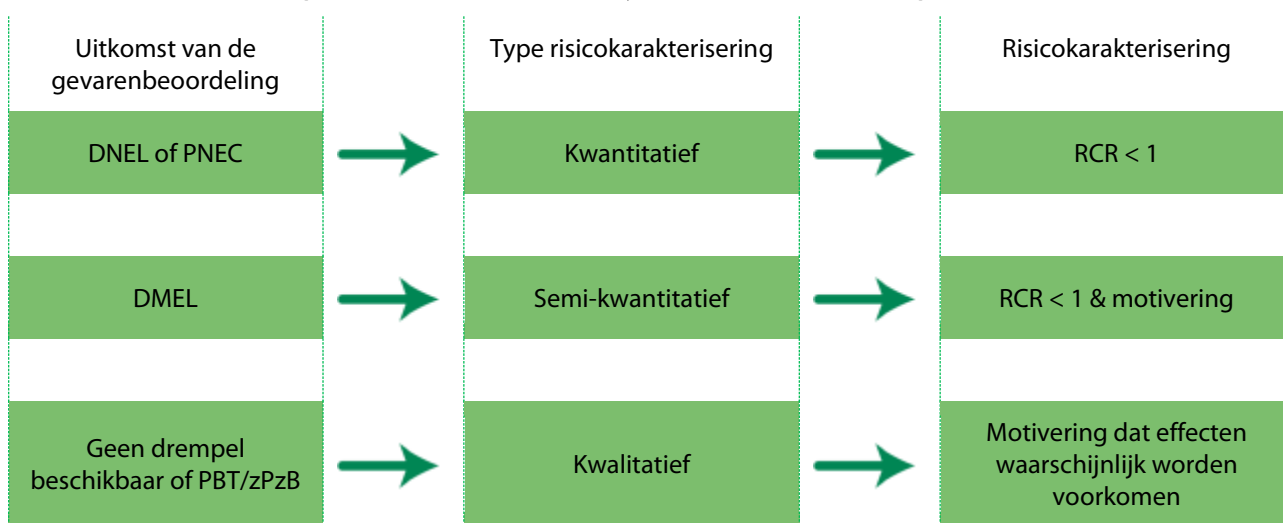 Uitkomst van de
gevarenbeoordeling
Type risicokarakterisering
Risicokarakterisering
DNEL of PNEC
Kwantitatief
RCR < 1
DMEL
Semi-kwantitatief
RCR < 1 & motivering
Geen drempel
beschikbaar of PBT/zPzB
Kwalitatief
Motivering dat effecten
waarschijnlijk worden
voorkomen